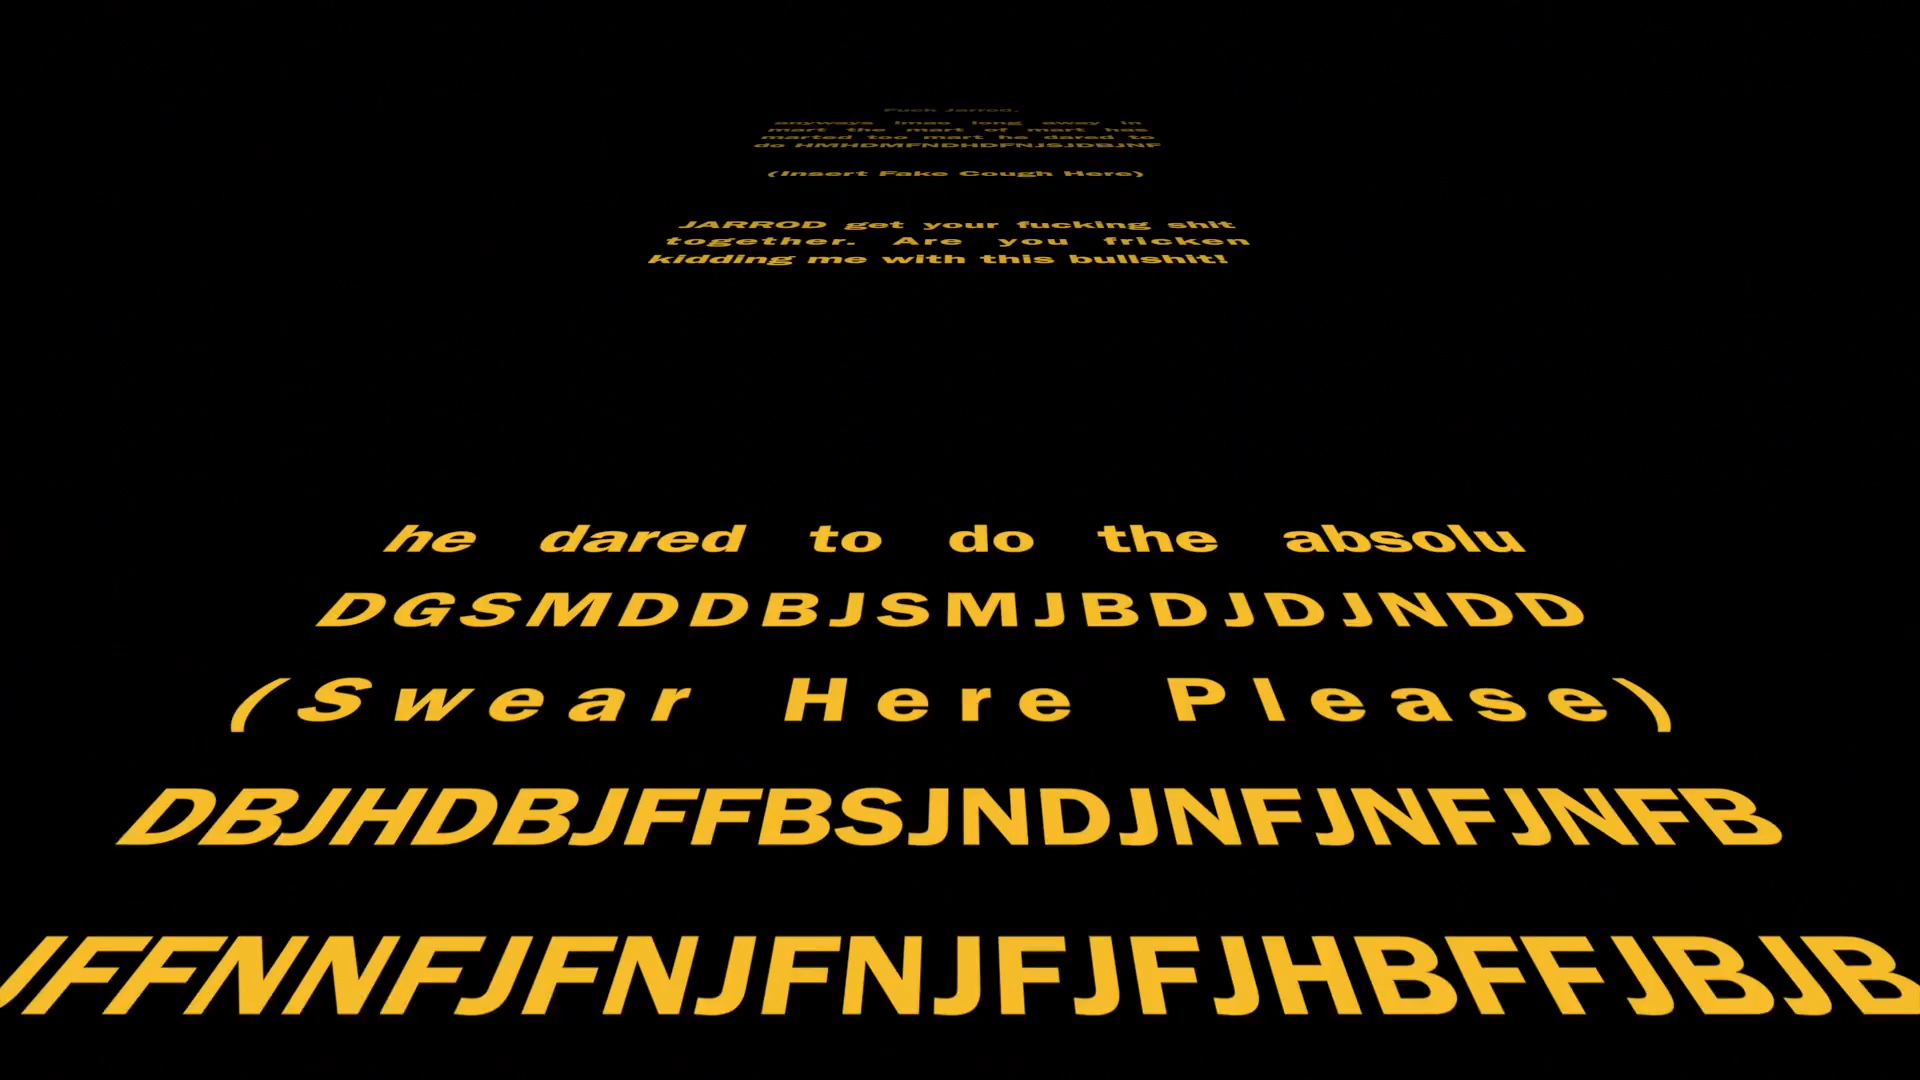 Fuck Jarrod.
anyways lmao long away in
mart the mart of mart has
marted too mart he dared to
do HMHDMFNDHDFNJSJDBJNF
(Insert Fake Cough Here)
JARROD get your fucking shit
together. Are you fricken
kidding me with this bullshit!
he dared to do the absolu
DGSMDDBJSMJBDJDJNDD
(Swear Here Please)
DBJHDBJFFBSJNDJNFJNFJNFB
JFFNNFJFNJFNJFJFJHBFFJBJB